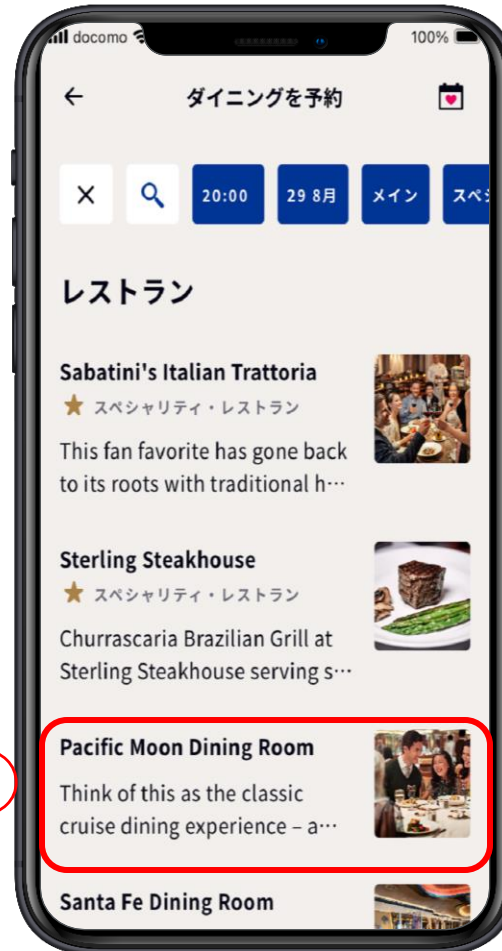 docomo
100%
ダイニングを予約
20:00
29 8月
メイン
スペシ
レストラン
Sabatini's Italian Trattoria
スペシャリティ・レストラン
This fan favorite has gone back
to its roots with traditional h…
Sterling Steakhouse
スペシャリティ・レストラン
Churrascaria Brazilian Grill at
Sterling Steakhouse serving s…
Pacific Moon Dining Room
Think of this as the classic
cruise dining experience – a…
Santa Fe Dining Room